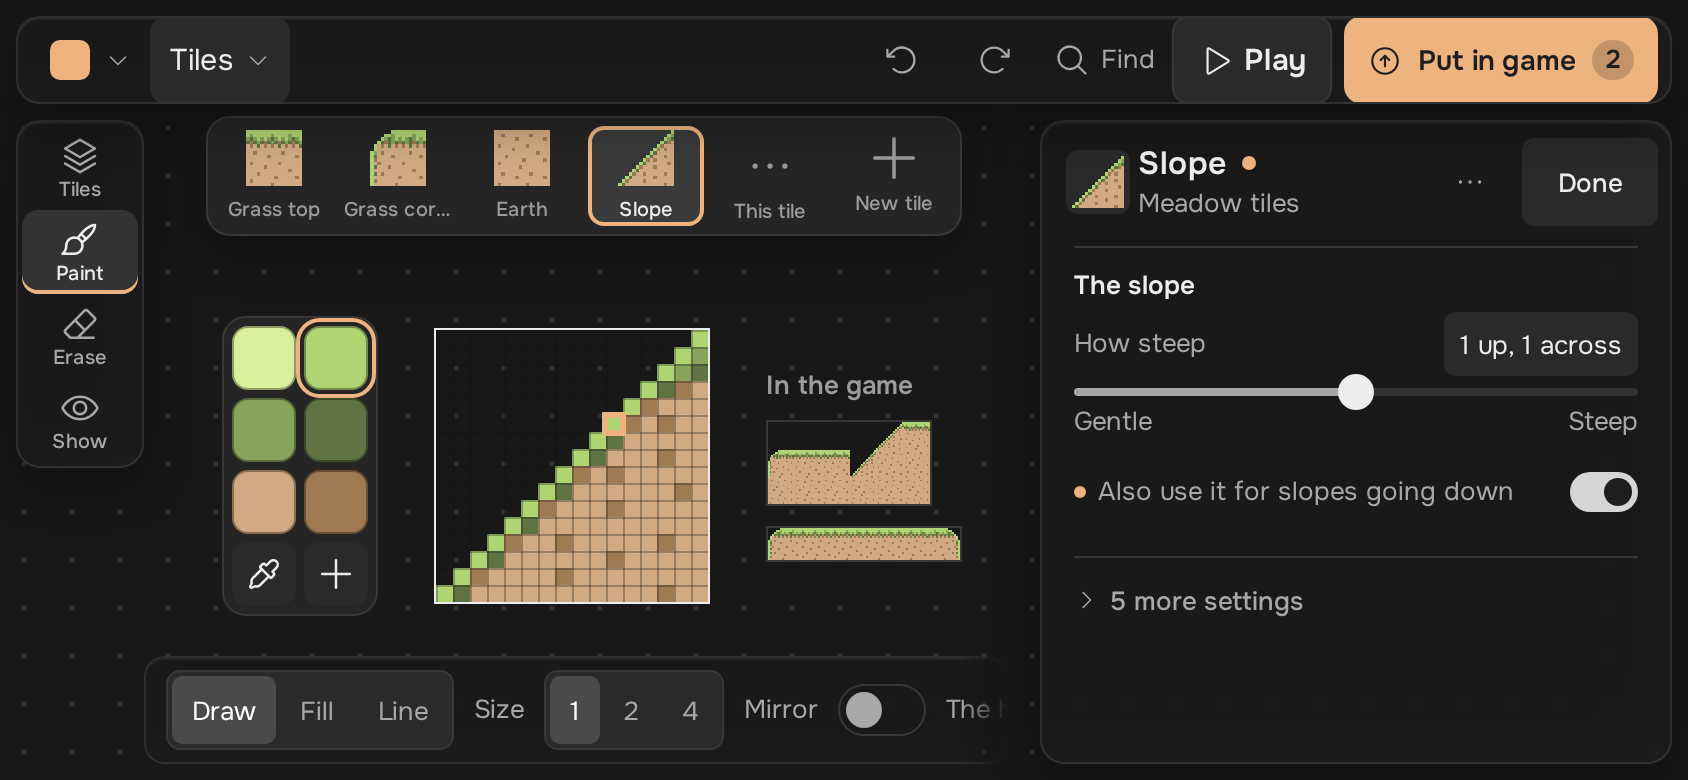 Tiles
Find
Play
Put in game 2
Tiles
Paint
Erase
Show
Grass top
Grass cor...
Earth
Slope
This tile
New tile
In the game
Draw
Fill
Line
Size
1
2
4
Mirror
The
Slope
Meadow tiles
Done
The slope
How steep
1 up, 1 across
Gentle
Steep
Also use it for slopes going down
5 more settings